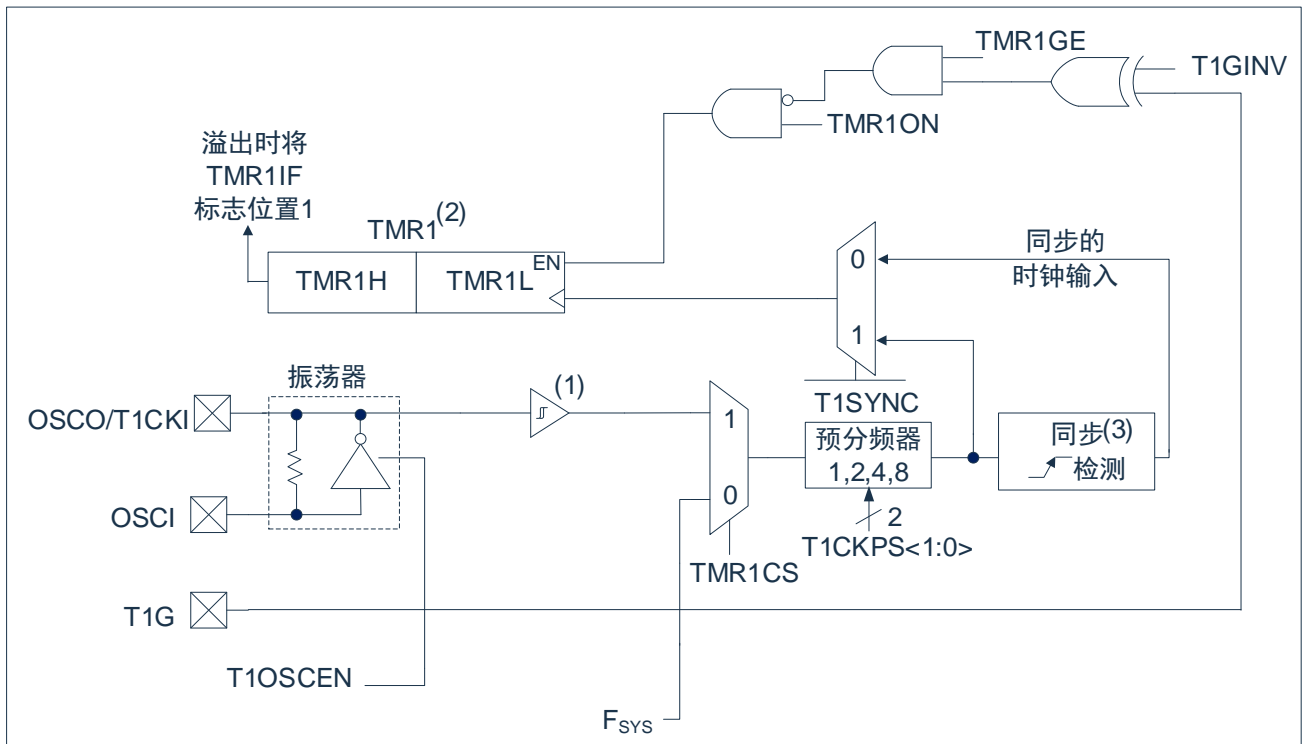 TMR1GE
T1GINV
TMR1ON
溢出时将
TMR1IF
标志位置1
TMR1(2)
TMR1H
TMR1L
EN
0
1
同步的
时钟输入
T1SYNC
振荡器
(1)
OSCO/T1CKI
OSCI
1
0
TMR1CS
预分频器
1,2,4,8
2
T1CKPS<1:0>
同步(3)
检测
T1G
T1OSCEN
FSYS